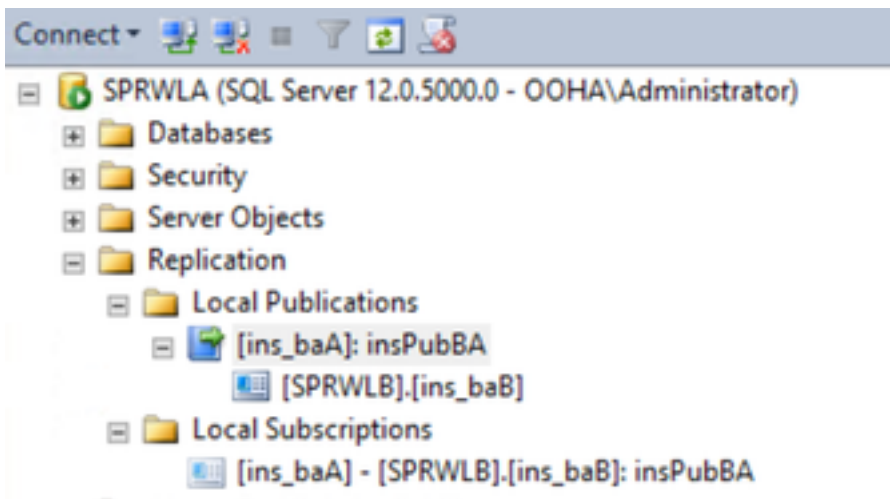 Connect
SPRWLA (SQL Server 12.0.5000.0 - OOHA\Administrator)
Databases
Security
Server Objects
Replication
Local Publications
[ins_baA]: insPubBA
[SPRWLB].[ins_baB]
Local Subscriptions
[ins_baA] - [SPRWLB].[ins_baB]: insPubBA